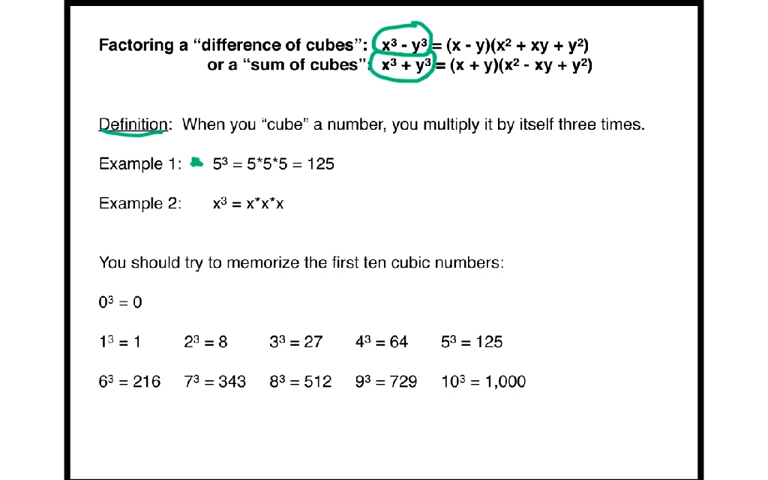 Factoring a “difference of cubes”: x³ - y³ = (x - y)(x² + xy + y²)
or a “sum of cubes”: x³ + y³ = (x + y)(x² - xy + y²)
Definition: When you “cube” a number, you multiply it by itself three times.
Example 1: 5³ = 5*5*5 = 125
Example 2: x³ = x*x*x
You should try to memorize the first ten cubic numbers:
0³ = 0
1³ = 1 2³ = 8 3³ = 27 4³ = 64 5³ = 125
6³ = 216 7³ = 343 8³ = 512 9³ = 729 10³ = 1,000